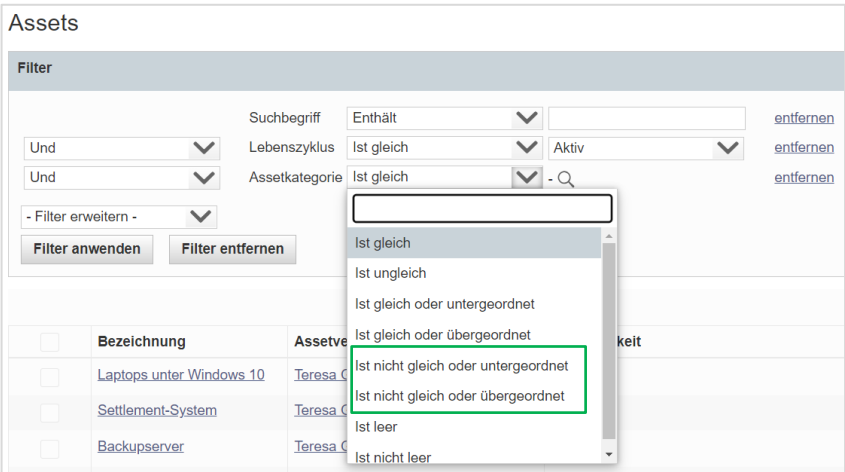 Assets
Filter
Suchbegriff Enthält entfernen
Und Lebenszyklus Ist gleich Aktiv entfernen
Und Assetkategorie Ist gleich - entfernen
- Filter erweitern -
Filter anwenden Filter entfernen
Ist gleich
Ist ungleich
Ist gleich oder untergeordnet
Ist gleich oder übergeordnet
Ist nicht gleich oder untergeordnet
Ist nicht gleich oder übergeordnet
Ist leer
Ist nicht leer
Bezeichnung
Laptops unter Windows 10 Teresa
Settlement-System Teresa
Backupserver Teresa